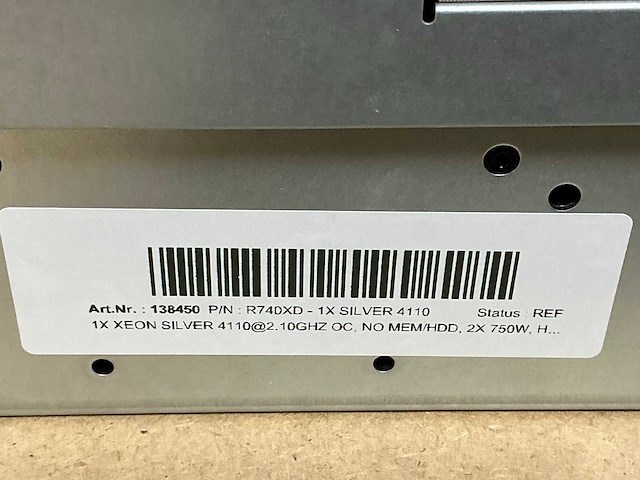 Art.Nr. : 138450 P/N : R740XD - 1X SILVER 4110 Status : REF
1X XEON SILVER 4110@2.10GHZ OC, NO MEM/HDD, 2X 750W, H...